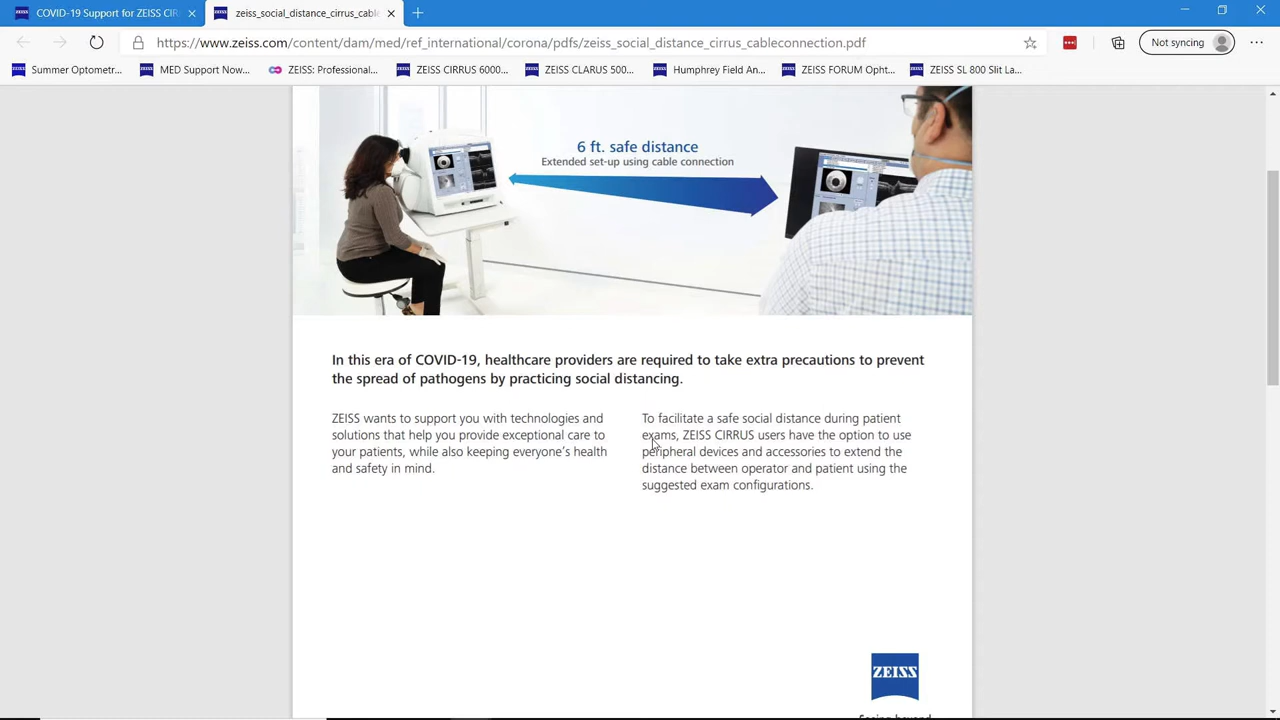 COVID-19 Support for ZEISS CIR
zeiss_social_distance_cirrus_cable
https://www.zeiss.com/content/dam/med/ref_international/corona/pdfs/zeiss_social_distance_cirrus_cableconnection.pdf
Not syncing
Summer Optometr...
MED Support Now...
ZEISS: Professional...
ZEISS CIRRUS 6000...
ZEISS CLARUS 500...
Humphrey Field An...
ZEISS FORUM Opht...
ZEISS SL 800 Slit La...
6 ft. safe distance
Extended set-up using cable connection
In this era of COVID-19, healthcare providers are required to take extra precautions to prevent
the spread of pathogens by practicing social distancing.
ZEISS wants to support you with technologies and
solutions that help you provide exceptional care to
your patients, while also keeping everyone's health
and safety in mind.
To facilitate a safe social distance during patient
exams, ZEISS CIRRUS users have the option to use
peripheral devices and accessories to extend the
distance between operator and patient using the
suggested exam configurations.
ZEISS
Seeing beyond